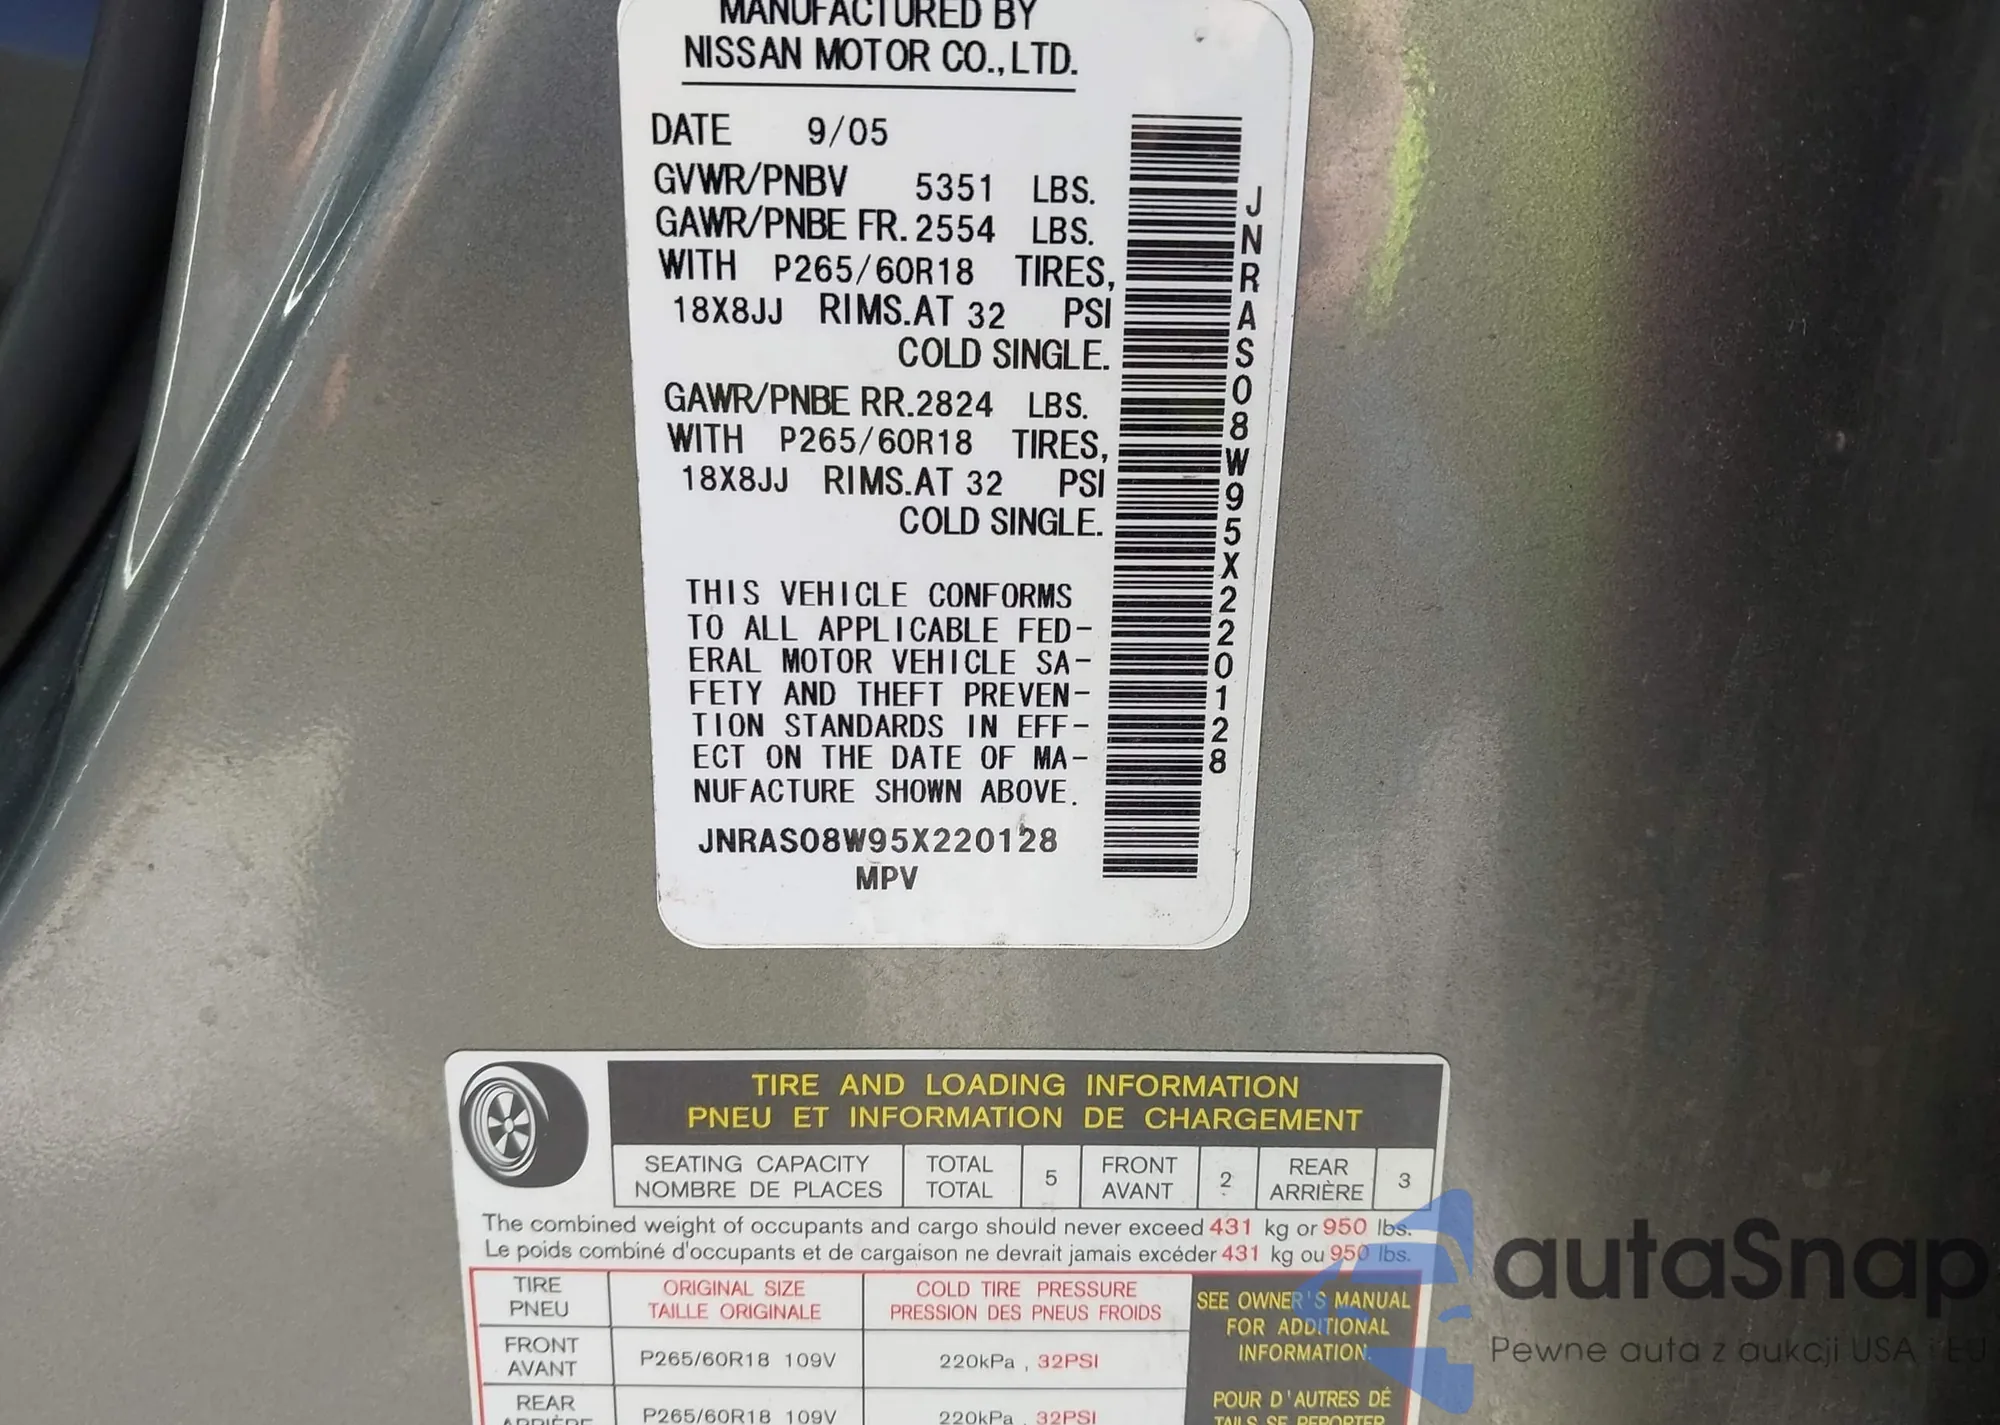 MANUFACTURED BY
NISSAN MOTOR CO.,LTD.
DATE 9/05
GVWR/PNBV 5351 LBS.
GAWR/PNBE FR. 2554 LBS.
WITH P265/60R18 TIRES,
18X8JJ RIMS.AT 32 PSI
COLD SINGLE.
GAWR/PNBE RR.2824 LBS.
WITH P265/60R18 TIRES,
18X8JJ RIMS.AT 32 PSI
COLD SINGLE.
THIS VEHICLE CONFORMS
TO ALL APPLICABLE FED-
ERAL MOTOR VEHICLE SA-
FETY AND THEFT PREVEN-
TION STANDARDS IN EFF-
ECT ON THE DATE OF MA-
NUFACTURE SHOWN ABOVE.
JNRAS08W95X220128
MPV
JNRAS08W95X220128
TIRE AND LOADING INFORMATION
PNEU ET INFORMATION DE CHARGEMENT
SEATING CAPACITY
NOMBRE DE PLACES
TOTAL
TOTAL
5
FRONT
AVANT
2
REAR
ARRIÈRE
3
The combined weight of occupants and cargo should never exceed 431 kg or 950 lbs.
Le poids combiné d'occupants et de cargaison ne devrait jamais excéder 431 kg ou 950 lbs.
TIRE
PNEU
ORIGINAL SIZE
TAILLE ORIGINALE
COLD TIRE PRESSURE
PRESSION DES PNEUS FROIDS
FRONT
AVANT
P265/60R18 109V
220kPa , 32PSI
REAR
ARRIÈRE
P265/60R18 109V
220kPa , 32PSI
SEE OWNER'S MANUAL
FOR ADDITIONAL
INFORMATION.
POUR D'AUTRES DÉ
TAILS SE REPORTER
autaSnap
Pewne auta z aukcji USA i EU